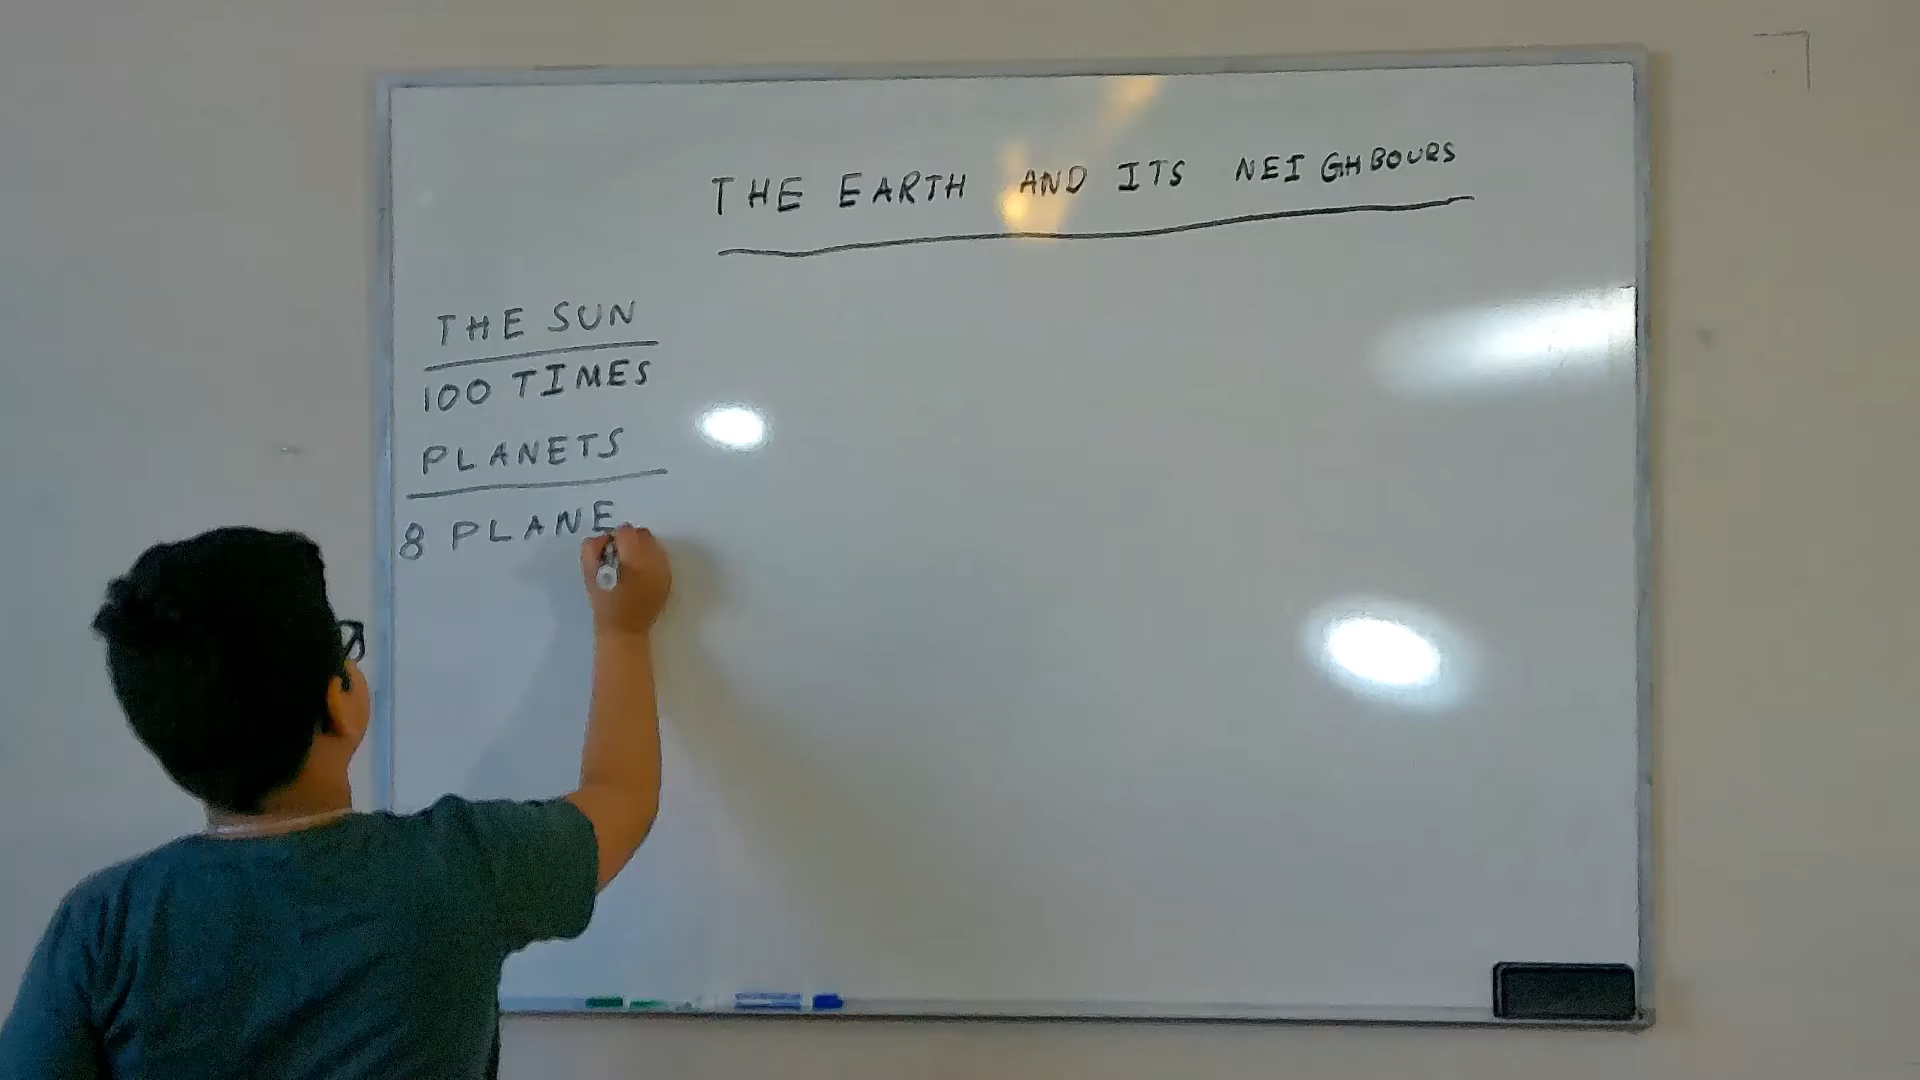 THE EARTH AND ITS NEIGHBOURS
THE SUN
100 TIMES
PLANETS
8 PLANE